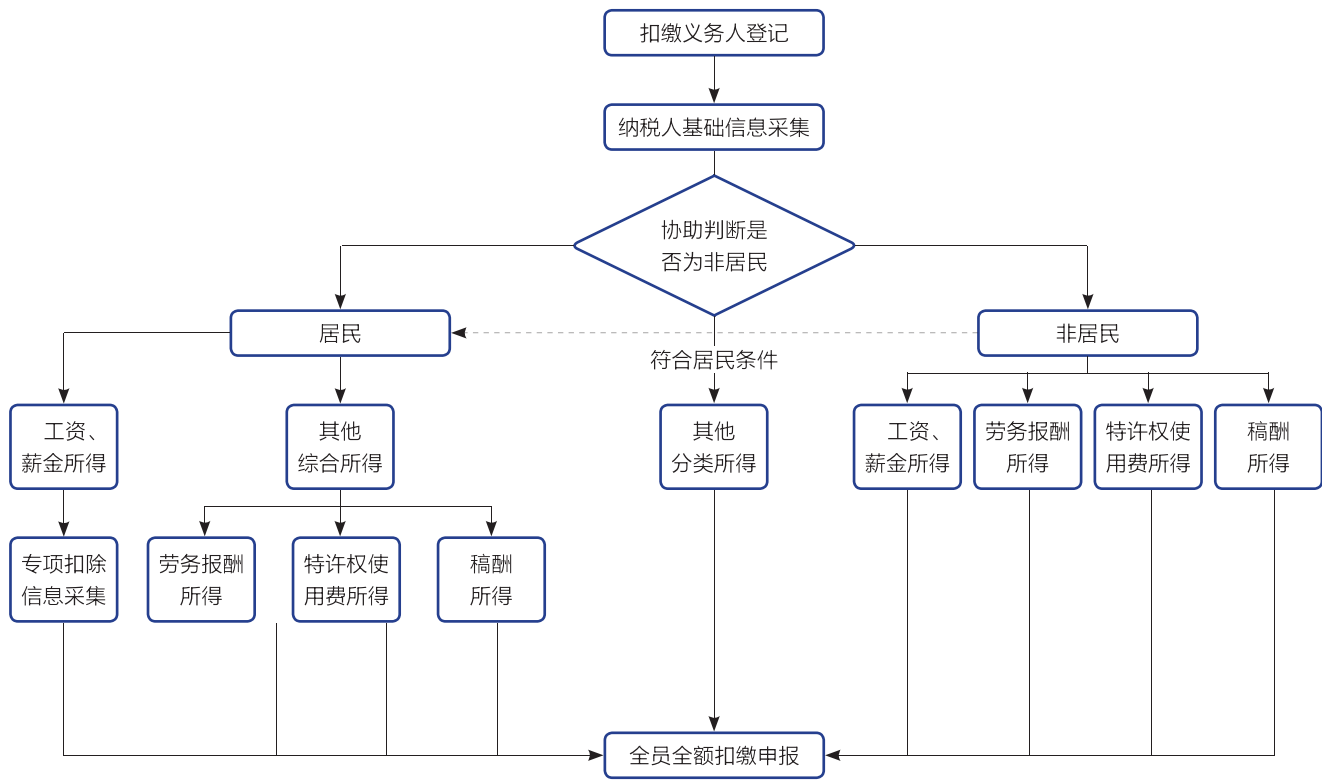 扣缴义务人登记
纳税人基础信息采集
协助判断是
否为非居民
居民
非居民
符合居民条件
工资、
薪金所得
其他
综合所得
其他
分类所得
工资、
薪金所得
劳务报酬
所得
特许权使
用费所得
稿酬
所得
专项扣除
信息采集
劳务报酬
所得
特许权使
用费所得
稿酬
所得
全员全额扣缴申报